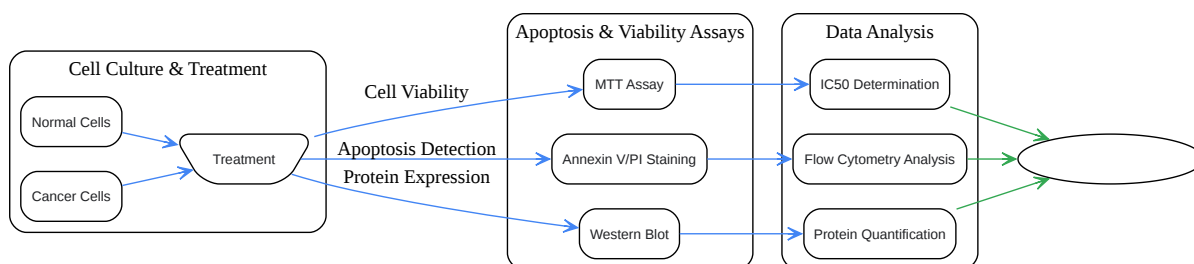 Cell Culture & Treatment
Normal Cells
Cancer Cells
Treatment
Cell Viability
Apoptosis Detection
Protein Expression
Apoptosis & Viability Assays
MTT Assay
Annexin V/PI Staining
Western Blot
Data Analysis
IC50 Determination
Flow Cytometry Analysis
Protein Quantification